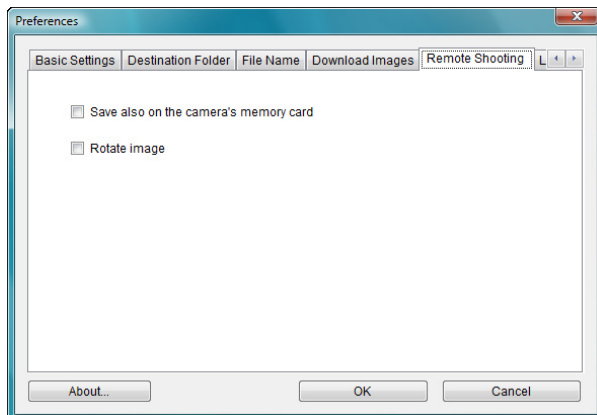 Preferences
Basic Settings Destination Folder File Name Download Images Remote Shooting L
Save also on the camera's memory card
Rotate image
About... OK Cancel